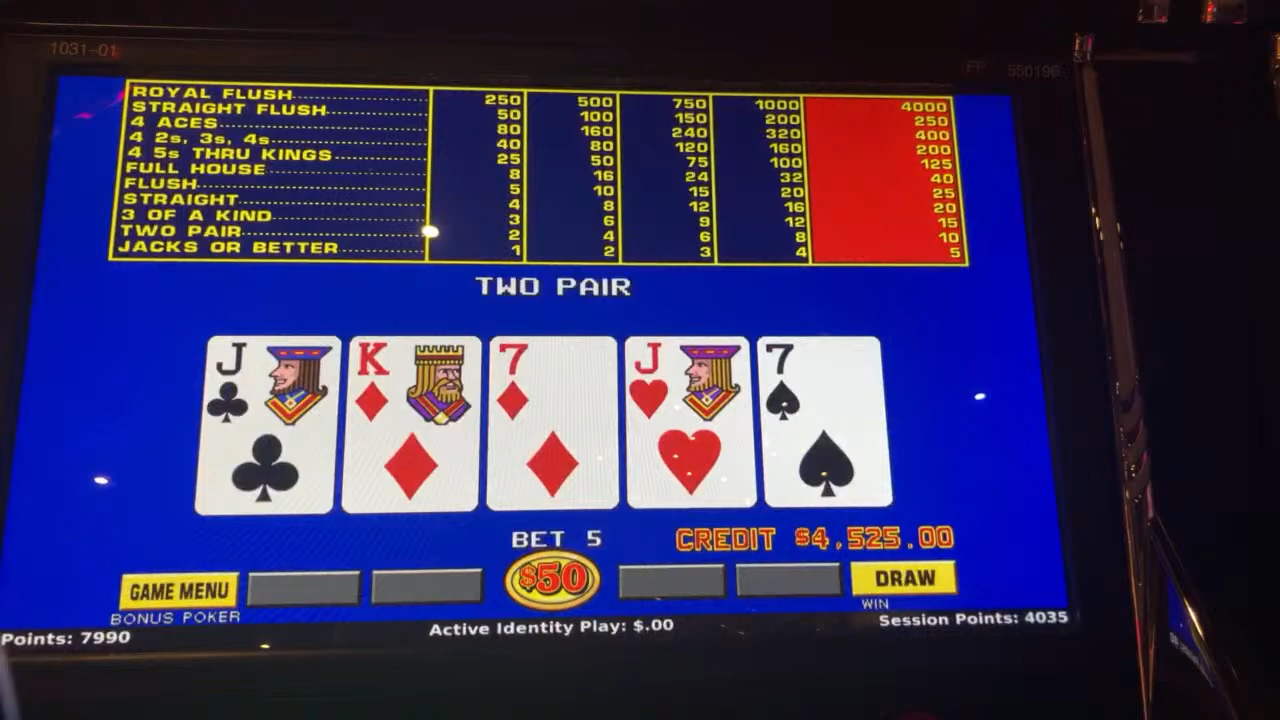 1031-01
FP 550196
ROYAL FLUSH 250 500 750 1000 4000
STRAIGHT FLUSH 50 100 150 200 250
4 ACES 80 160 240 320 400
4 2s, 3s, 4s 40 80 120 160 200
4 5s THRU KINGS 25 50 75 100 125
FULL HOUSE 8 16 24 32 40
FLUSH 5 10 15 20 25
STRAIGHT 4 8 12 16 20
3 OF A KIND 3 6 9 12 15
TWO PAIR 2 4 6 8 10
JACKS OR BETTER 1 2 3 4 5
TWO PAIR
J K 7 J 7
BET 5 CREDIT $4,525.00
GAME MENU $50 DRAW
BONUS POKER WIN
Points: 7990 Active Identity Play: $.00 Session Points: 4035